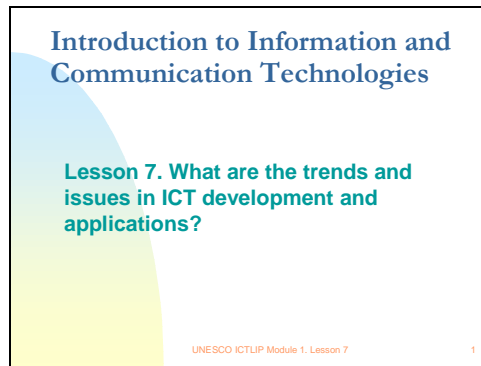 Introduction to Information and
Communication Technologies
Lesson 7. What are the trends and
issues in ICT development and
applications?
UNESCO ICTLIP Module 1. Lesson 7 1